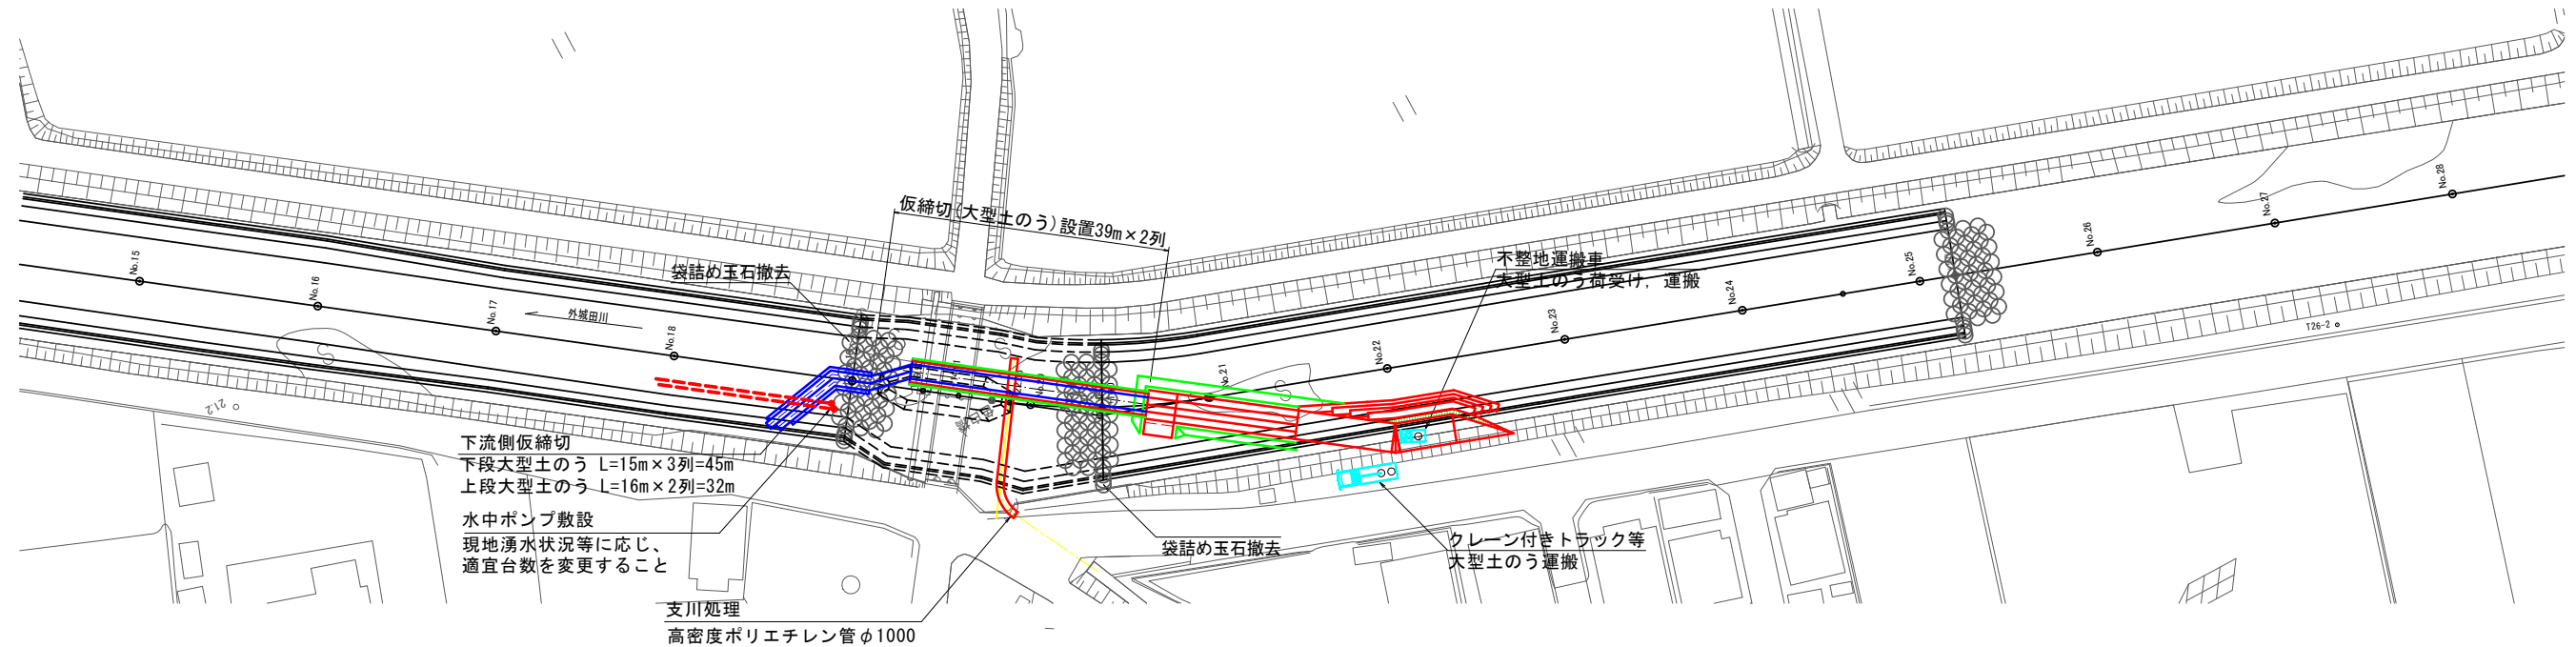 仮締切(大型土のう)設置39m×2列
袋詰め玉石撤去
不整地運搬車
大型土のう荷受け，運搬
No.15
No.16
No.17
外城田川
No.18
No.21
No.22
No.23
No.24
No.25
No.26
No.27
No.28
T26-2
21.2
下流側仮締切
下段大型土のう L=15m×3列=45m
上段大型土のう L=16m×2列=32m
水中ポンプ敷設
現地湧水状況等に応じ、
適宜台数を変更すること
袋詰め玉石撤去
クレーン付きトラック等
大型土のう運搬
支川処理
高密度ポリエチレン管φ1000